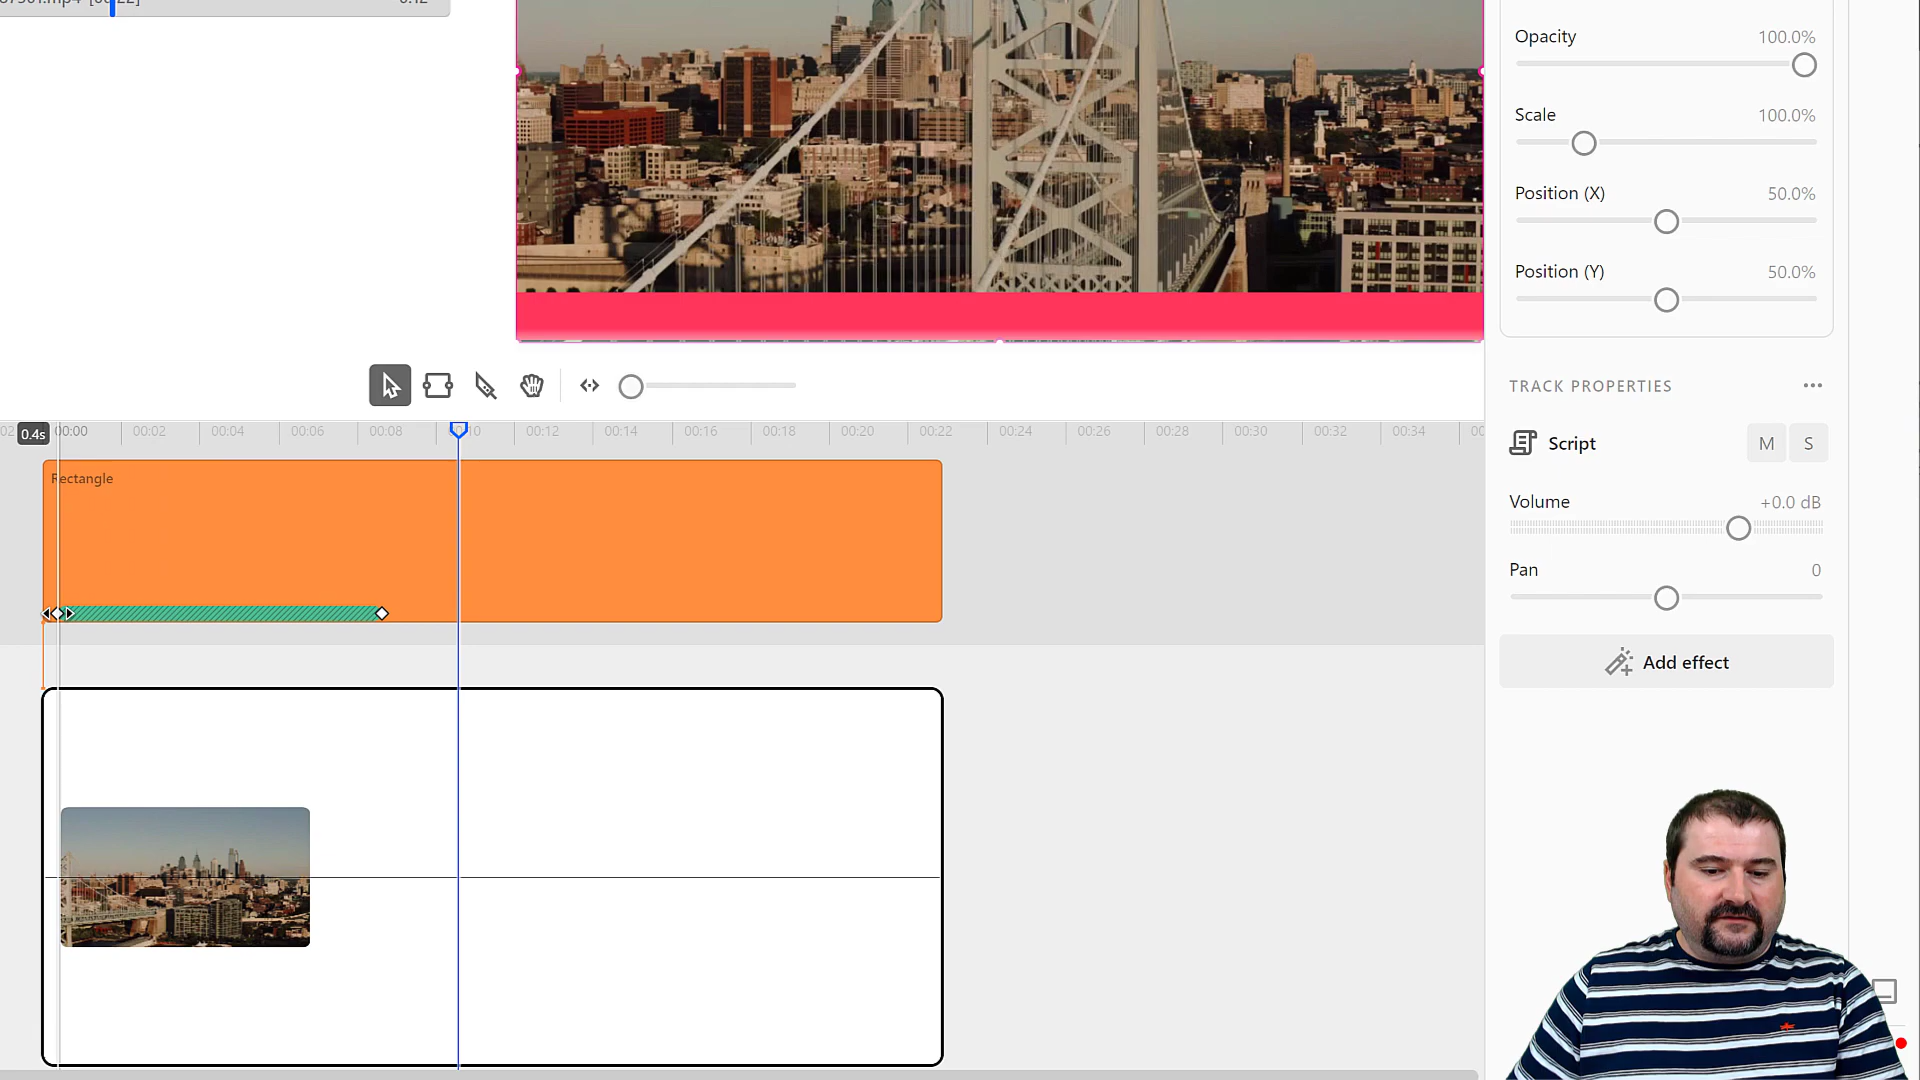 Opacity 100.0%
Scale 100.0%
Position (X) 50.0%
Position (Y) 50.0%
TRACK PROPERTIES
Script M S
Volume +0.0 dB
Pan 0
Add effect
0.4s 00:00 00:02 00:04 00:06 00:08 00:12 00:14 00:16 00:18 00:20 00:22 00:24 00:26 00:28 00:30 00:32 00:34
Rectangle